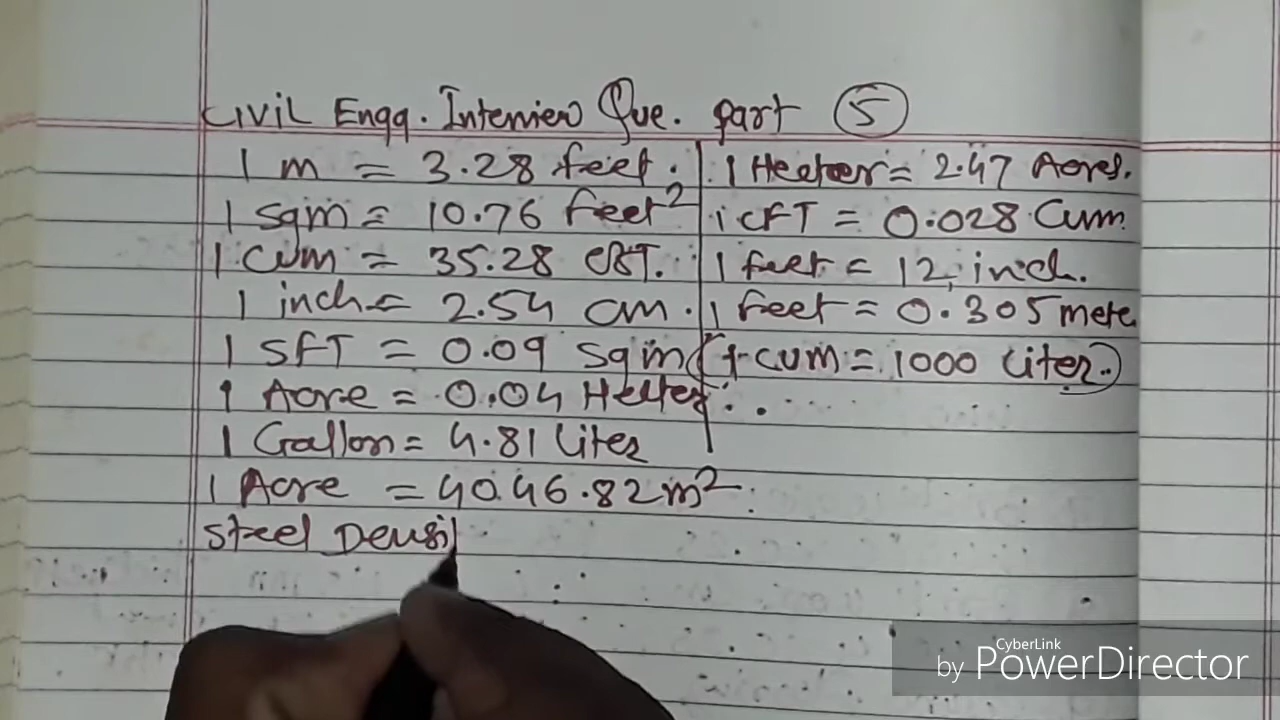 Civil Engg. Interview Que. part 5
1 m = 3.28 feet.
1 sqm = 10.76 feet²
1 cum = 35.28 CFT.
1 inch = 2.54 cm.
1 SFT = 0.09 sqm
1 Acre = 0.04 Hecter
1 Gallon = 4.81 Liter
1 Acre = 4046.82 m²
Steel Densi
1 Hecter = 2.47 Acres.
1 CFT = 0.028 Cum
1 feet = 12 inch.
1 feet = 0.305 mete
(1 cum = 1000 Liter.)
CyberLink
by PowerDirector